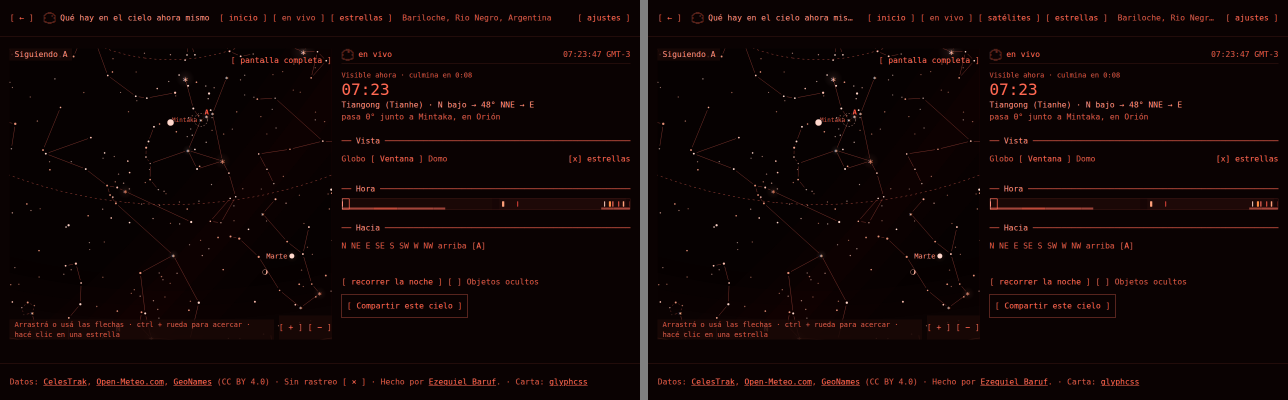 [ ← ] Qué hay en el cielo ahora mismo [ inicio ] [ en vivo ] [ estrellas ] Bariloche, Río Negro, Argentina [ ajustes ]
Siguiendo A
[ pantalla completa ]
Mintaka
A
Marte
Arrastrá o usá las flechas · ctrl + rueda para acercar ·
hacé clic en una estrella
[ + ] [ − ]
en vivo 07:23:47 GMT-3
Visible ahora · culmina en 0:08
07:23
Tiangong (Tianhe) · N bajo → 48° NNE → E
pasa 0° junto a Mintaka, en Orión
Vista
Globo [ Ventana ] Domo [x] estrellas
Hora
Hacia
N NE E SE S SW W NW arriba [A]
[ recorrer la noche ] [ ] Objetos ocultos
[ Compartir este cielo ]
Datos: CelesTrak, Open-Meteo.com, GeoNames (CC BY 4.0) · Sin rastreo [ × ] · Hecho por Ezequiel Baruf. · Carta: glyphcss
[ ← ] Qué hay en el cielo ahora mis… [ inicio ] [ en vivo ] [ satélites ] [ estrellas ] Bariloche, Río Negr… [ ajustes ]
Siguiendo A
[ pantalla completa ]
Mintaka
A
Marte
Arrastrá o usá las flechas · ctrl + rueda para acercar ·
hacé clic en una estrella
[ + ] [ − ]
en vivo 07:23:47 GMT-3
Visible ahora · culmina en 0:08
07:23
Tiangong (Tianhe) · N bajo → 48° NNE → E
pasa 0° junto a Mintaka, en Orión
Vista
Globo [ Ventana ] Domo [x] estrellas
Hora
Hacia
N NE E SE S SW W NW arriba [A]
[ recorrer la noche ] [ ] Objetos ocultos
[ Compartir este cielo ]
Datos: CelesTrak, Open-Meteo.com, GeoNames (CC BY 4.0) · Hecho por Ezequiel Baruf. · Carta: glyphcss